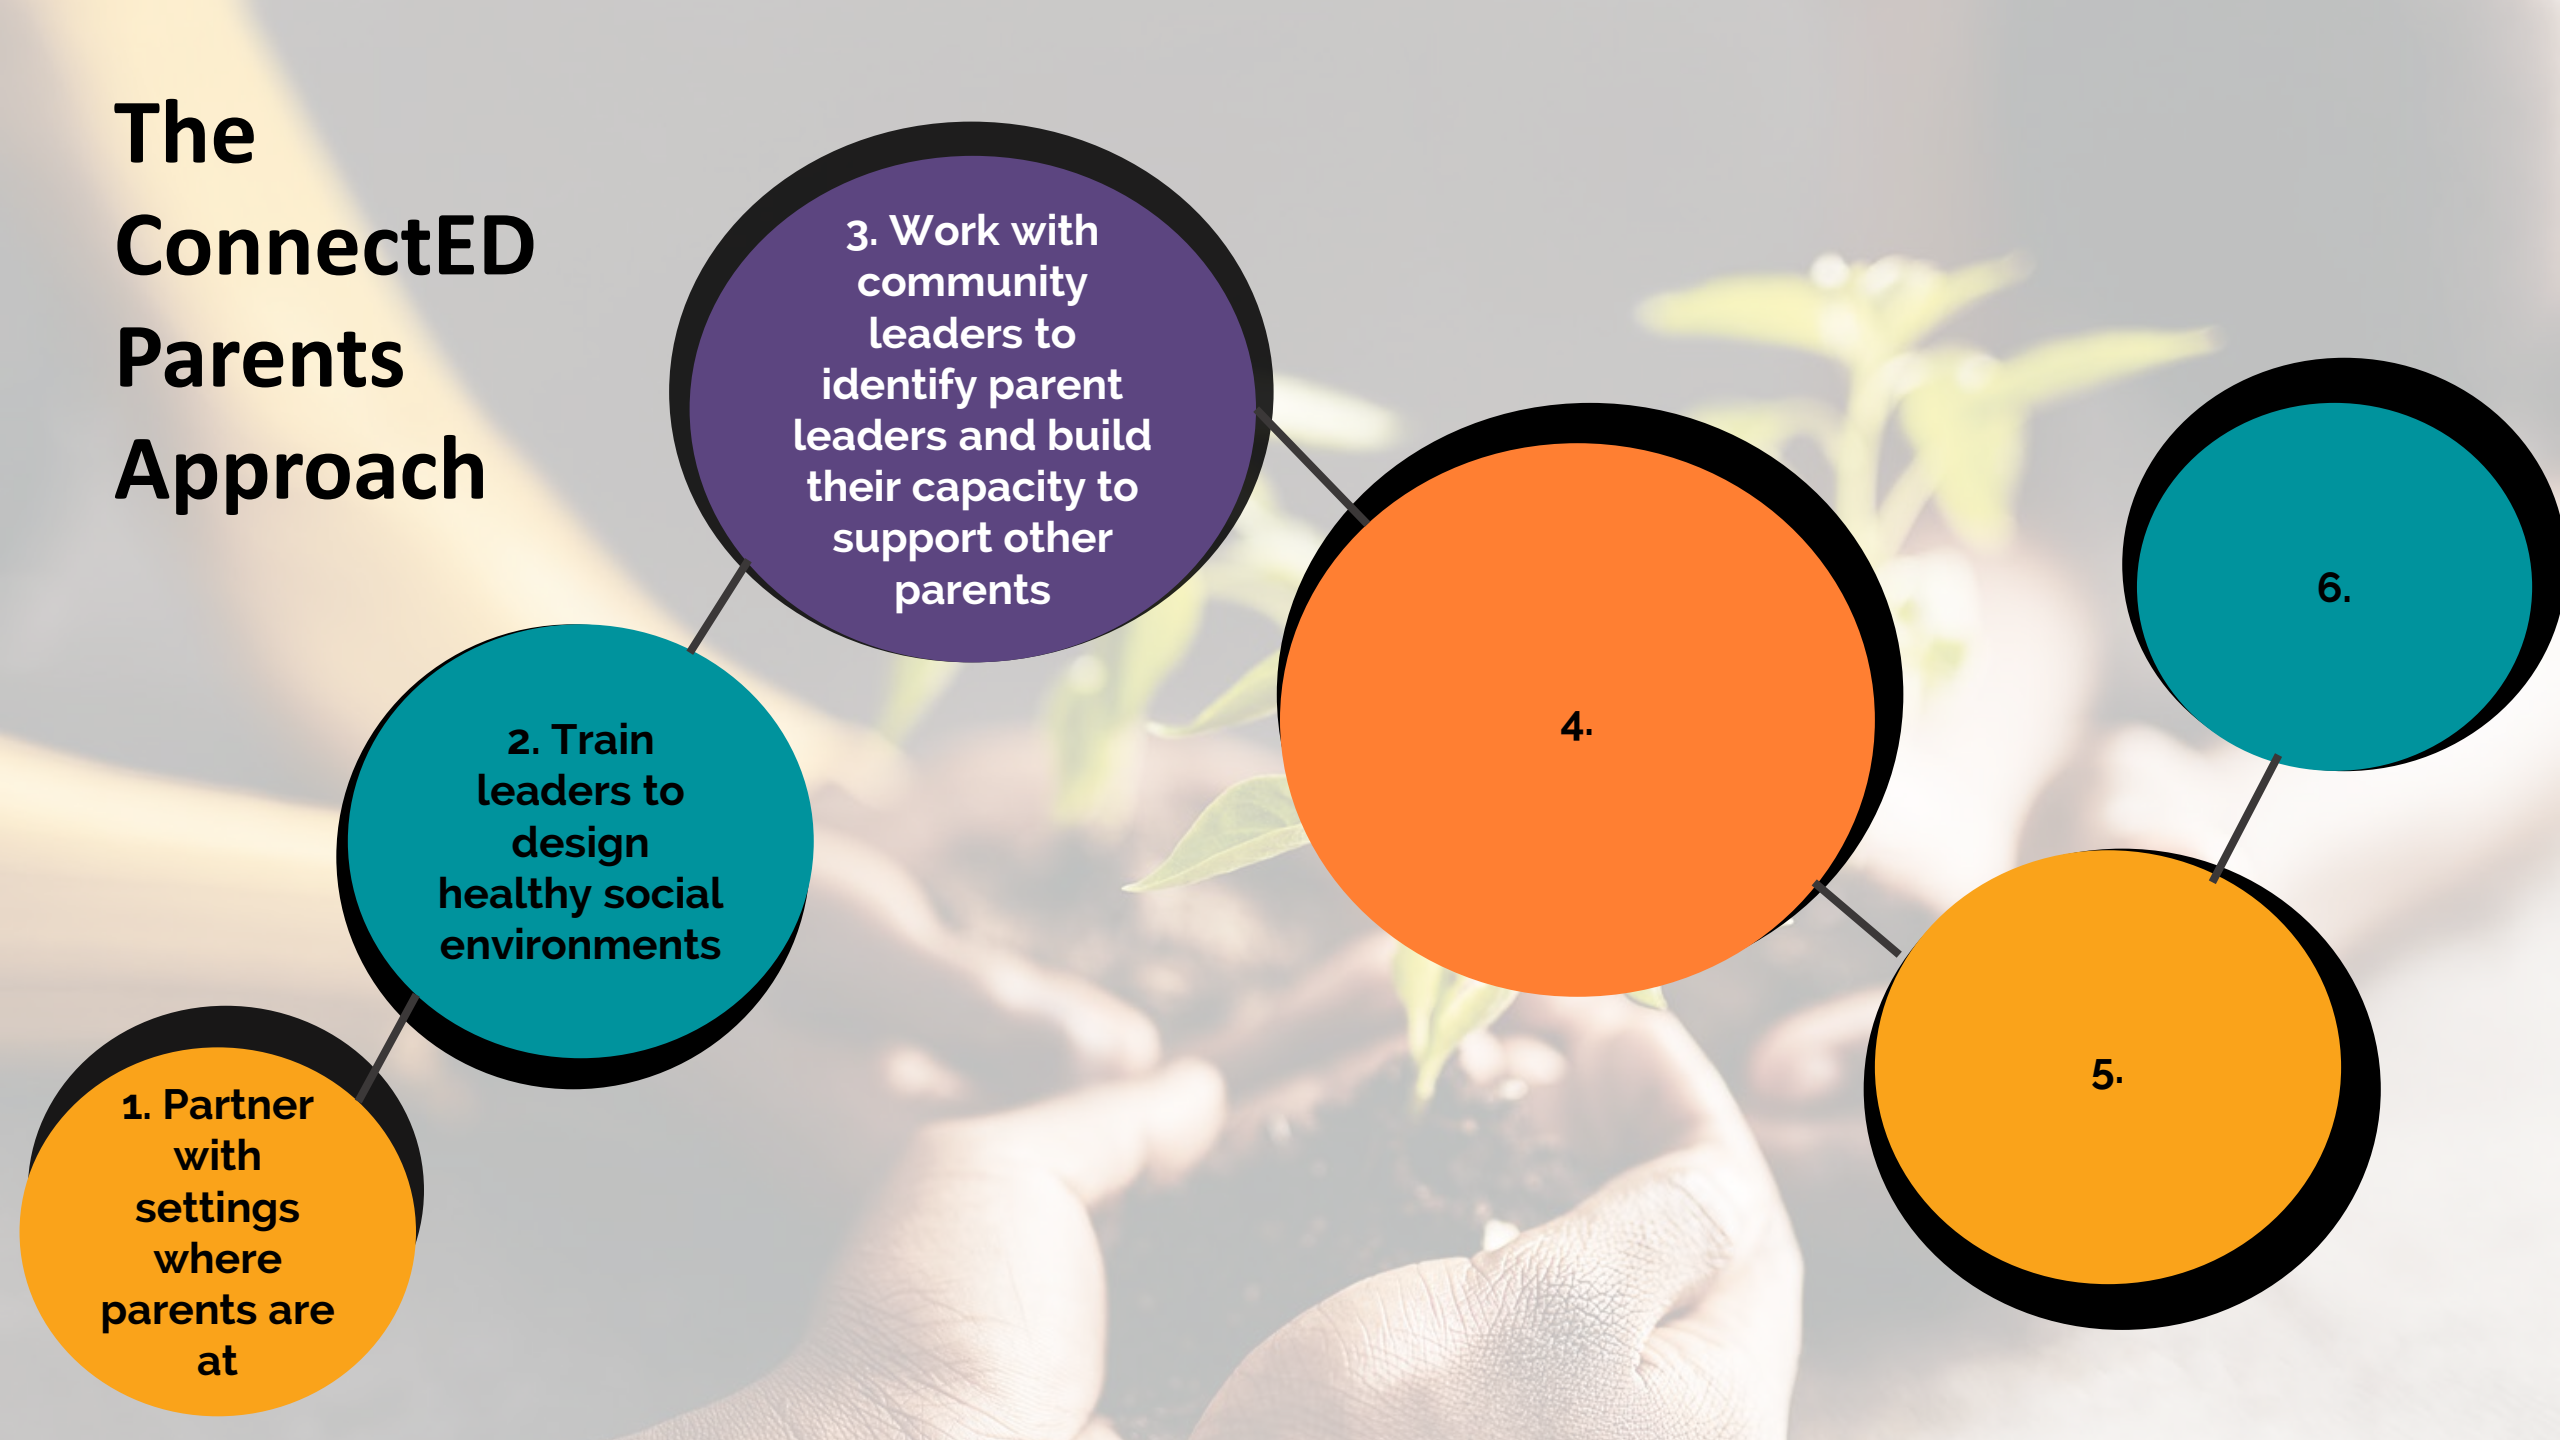 The
ConnectED
Parents
Approach
1. Partner
with
settings
where
parents are
at
2. Train
leaders to
design
healthy social
environments
3. Work with
community
leaders to
identify parent
leaders and build
their capacity to
support other
parents
4.
5.
6.